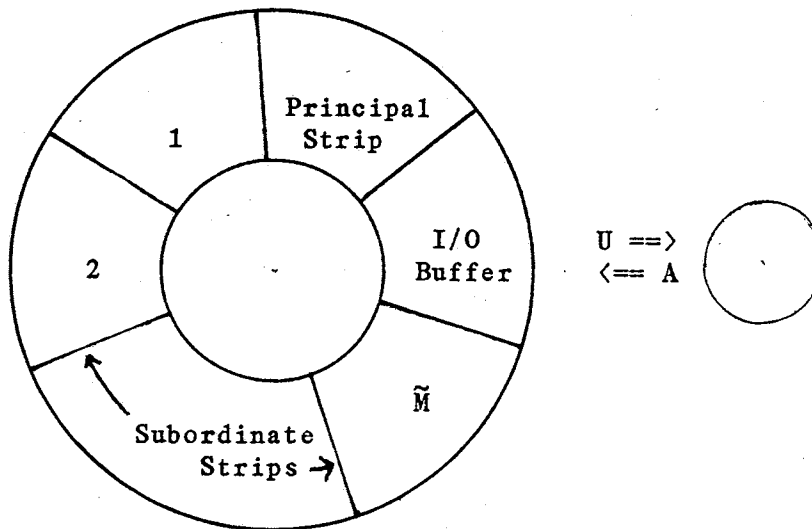 Principal
Strip
1
I/O
Buffer
U ==>
<== A
2
M̃
Subordinate
Strips